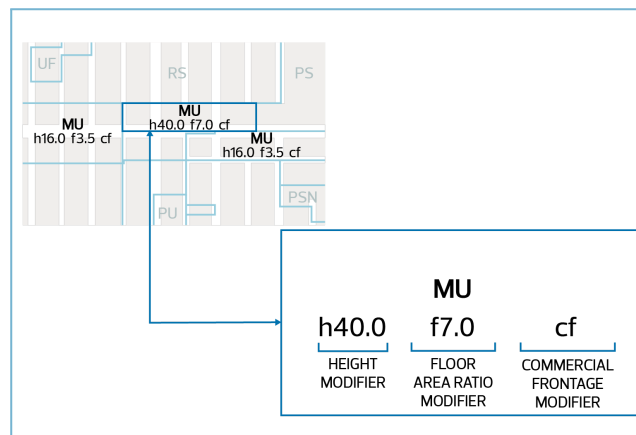 UF
RS
PS
MU
h40.0 f7.0 cf
MU
h16.0 f3.5 cf
MU
h16.0 f3.5 cf
PSN
PU
MU
h40.0 f7.0 cf
HEIGHT
MODIFIER
FLOOR
AREA RATIO
MODIFIER
COMMERCIAL
FRONTAGE
MODIFIER